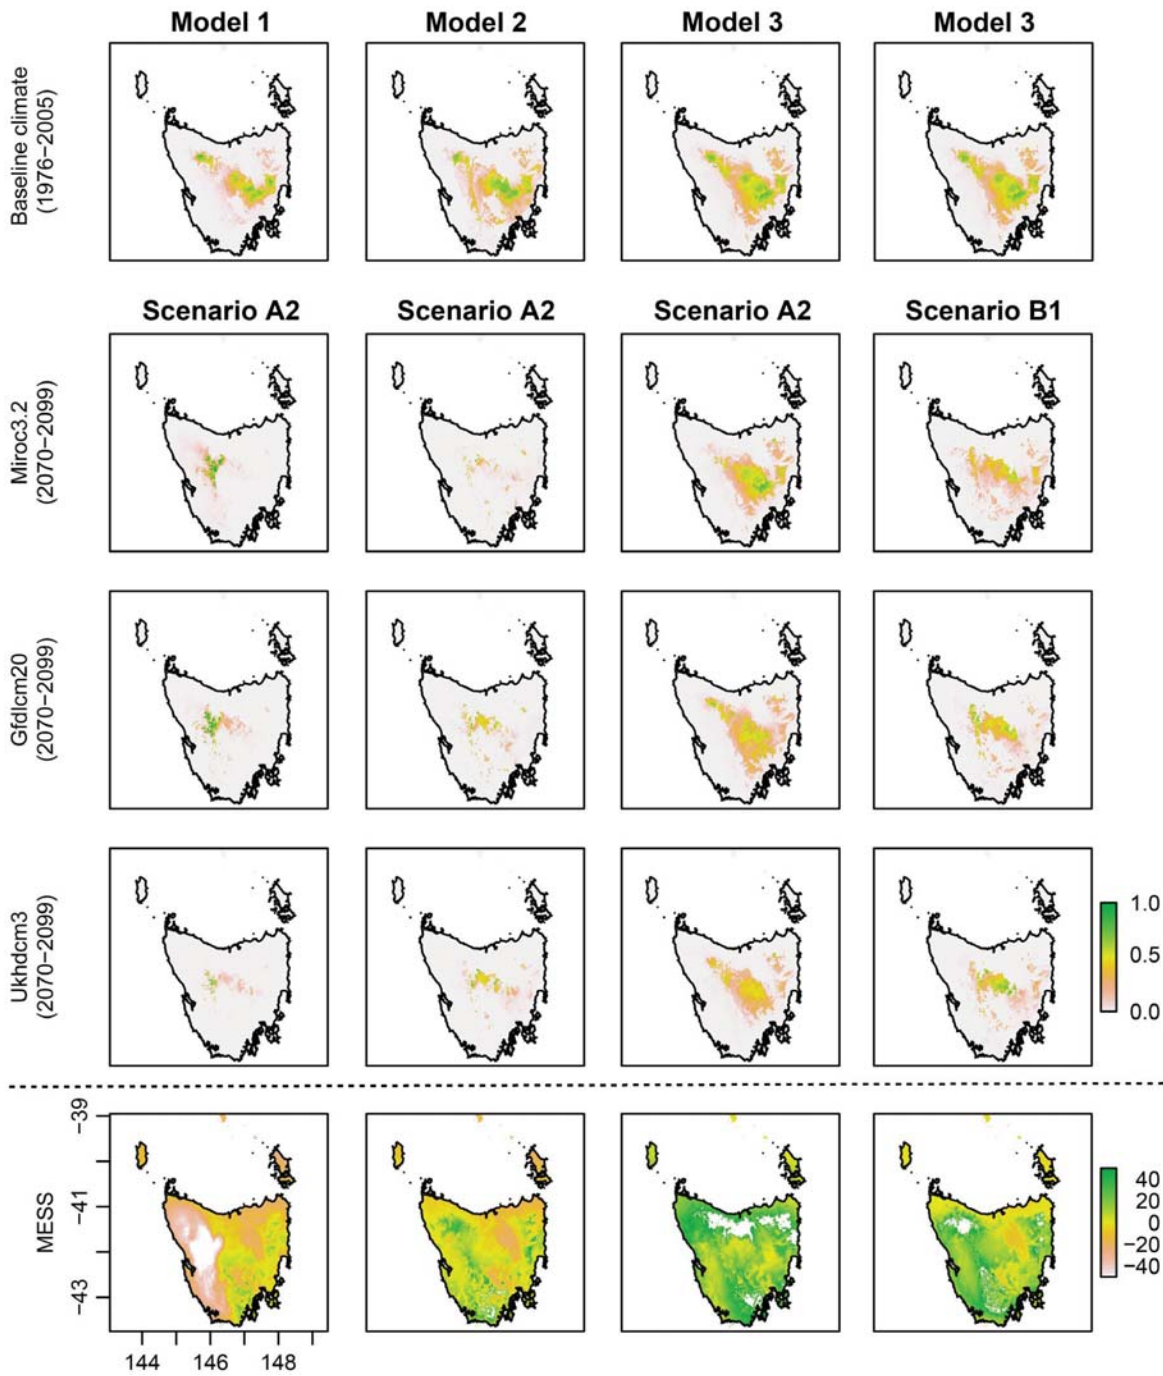 Model 1 Model 2 Model 3 Model 3
Baseline climate
(1976–2005)
Scenario A2 Scenario A2 Scenario A2 Scenario B1
Miroc3.2
(2070–2099)
Gfdlcm20
(2070–2099)
Ukhdcm3
(2070–2099)
1.0
0.5
0.0
MESS
−39
−41
−43
144 146 148
40
20
0
−20
−40